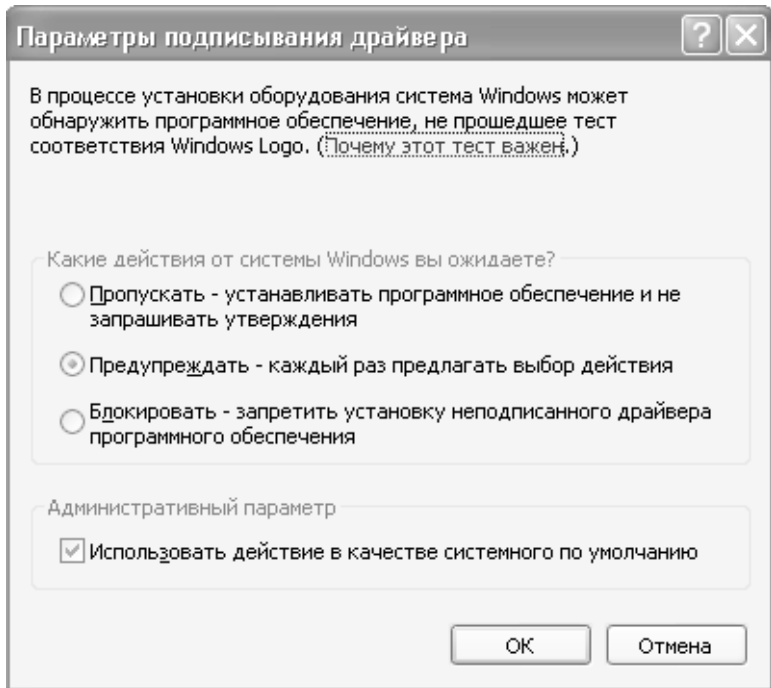 Параметры подписывания драйвера
В процессе установки оборудования система Windows может
обнаружить программное обеспечение, не прошедшее тест
соответствия Windows Logo. (Почему этот тест важен.)
Какие действия от системы Windows вы ожидаете?
Пропускать - устанавливать программное обеспечение и не
запрашивать утверждения
Предупреждать - каждый раз предлагать выбор действия
Блокировать - запретить установку неподписанного драйвера
программного обеспечения
Административный параметр
Использовать действие в качестве системного по умолчанию
ОК
Отмена